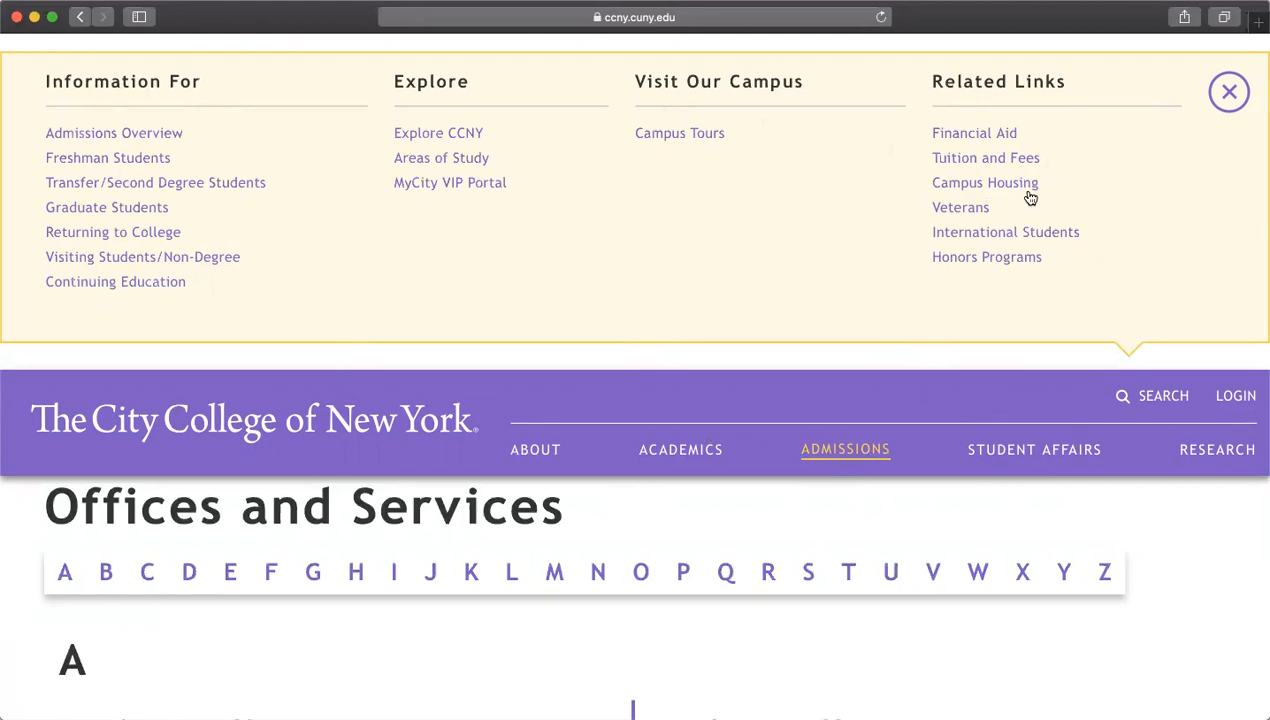 ccny.cuny.edu
Information For
Admissions Overview
Freshman Students
Transfer/Second Degree Students
Graduate Students
Returning to College
Visiting Students/Non-Degree
Continuing Education
Explore
Explore CCNY
Areas of Study
MyCity VIP Portal
Visit Our Campus
Campus Tours
Related Links
Financial Aid
Tuition and Fees
Campus Housing
Veterans
International Students
Honors Programs
SEARCH LOGIN
The City College of New York
ABOUT ACADEMICS ADMISSIONS STUDENT AFFAIRS RESEARCH
Offices and Services
A B C D E F G H I J K L M N O P Q R S T U V W X Y Z
A